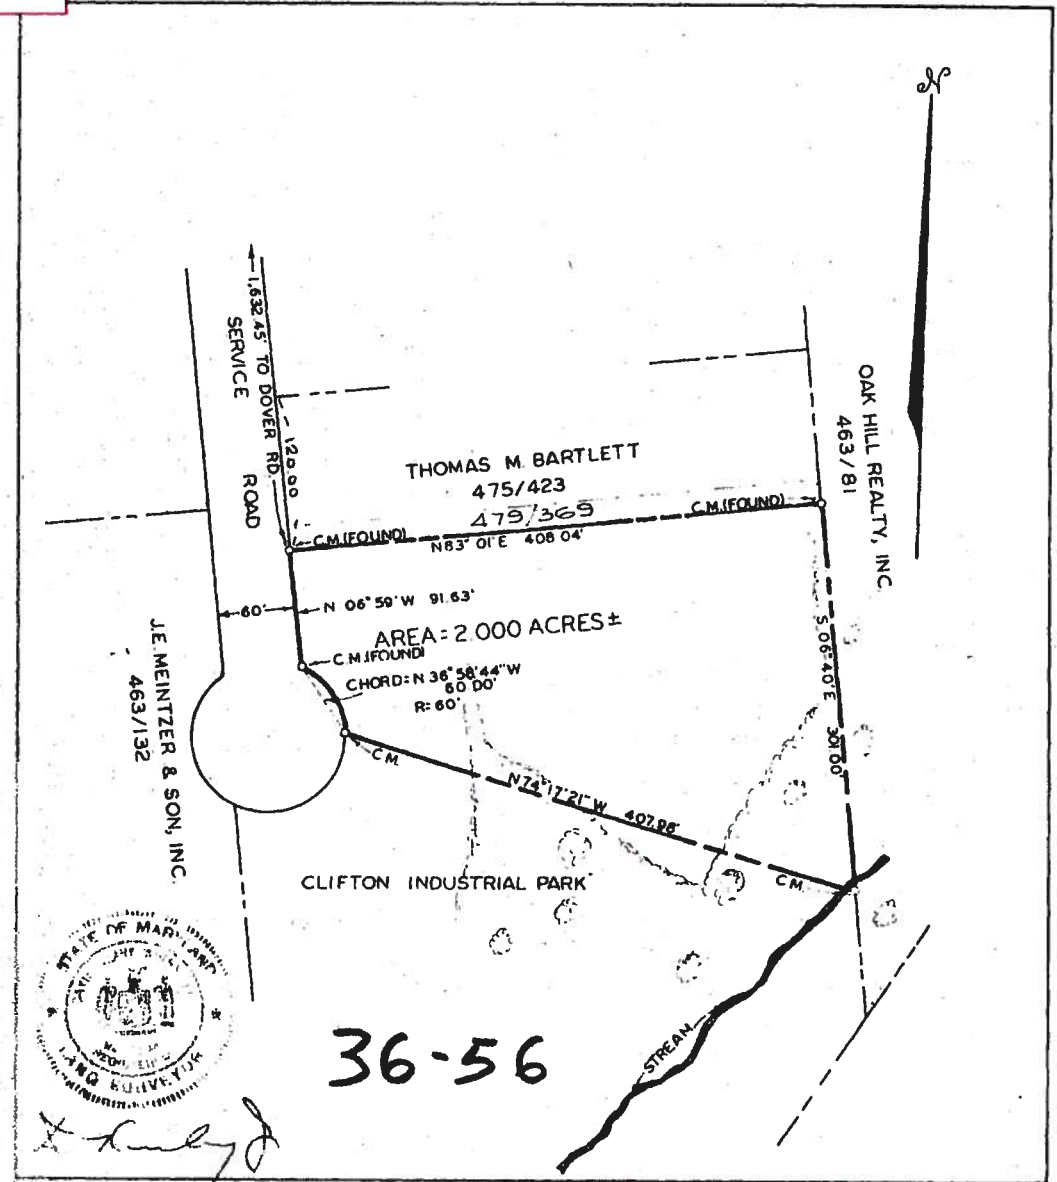 N
1,632.45' TO DOVER RD.
SERVICE ROAD
120.00
OAK HILL REALTY, INC.
463/81
THOMAS M. BARTLETT
475/423
479/369
C.M.(FOUND)
C.M.(FOUND)
N83° 01'E 408.04'
60'
N 06° 59' W 91.63'
AREA = 2.000 ACRES ±
C.M.(FOUND)
CHORD: N 36° 58' 44" W
60.00'
R= 60'
S 06° 40' E 301.00'
J.E. MEINTZER & SON, INC.
463/132
C.M.
N74° 17' 21" W 407.98'
C.M.
CLIFTON INDUSTRIAL PARK
STATE OF MARYLAND
LAND SURVEYOR
36-56
STREAM